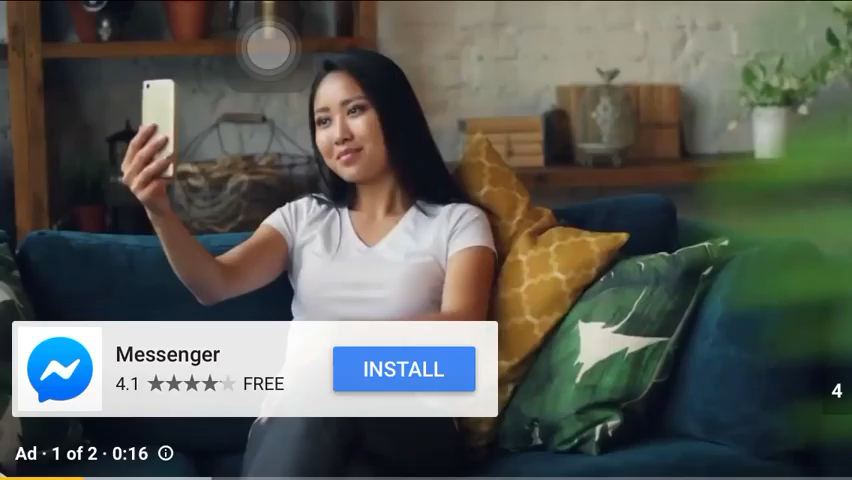 Messenger
4.1 ★★★★★ FREE
INSTALL
4
Ad · 1 of 2 · 0:16